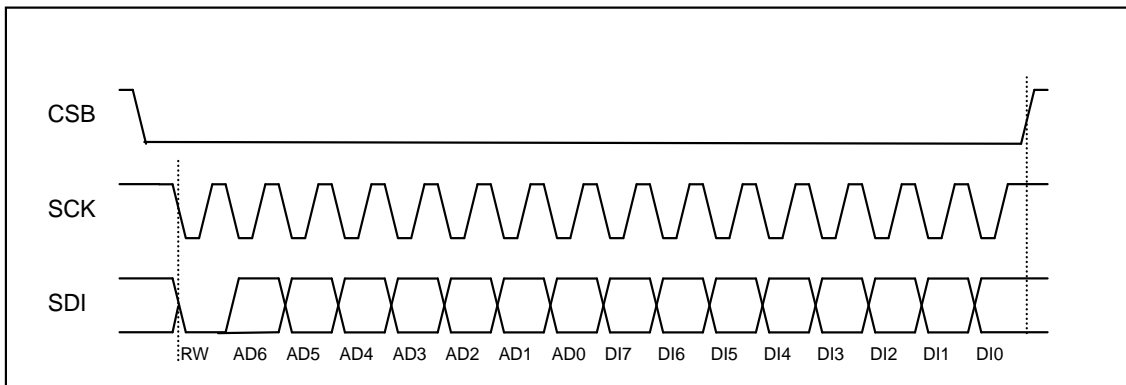 CSB
SCK
SDI
RW AD6 AD5 AD4 AD3 AD2 AD1 AD0 DI7 DI6 DI5 DI4 DI3 DI2 DI1 DI0